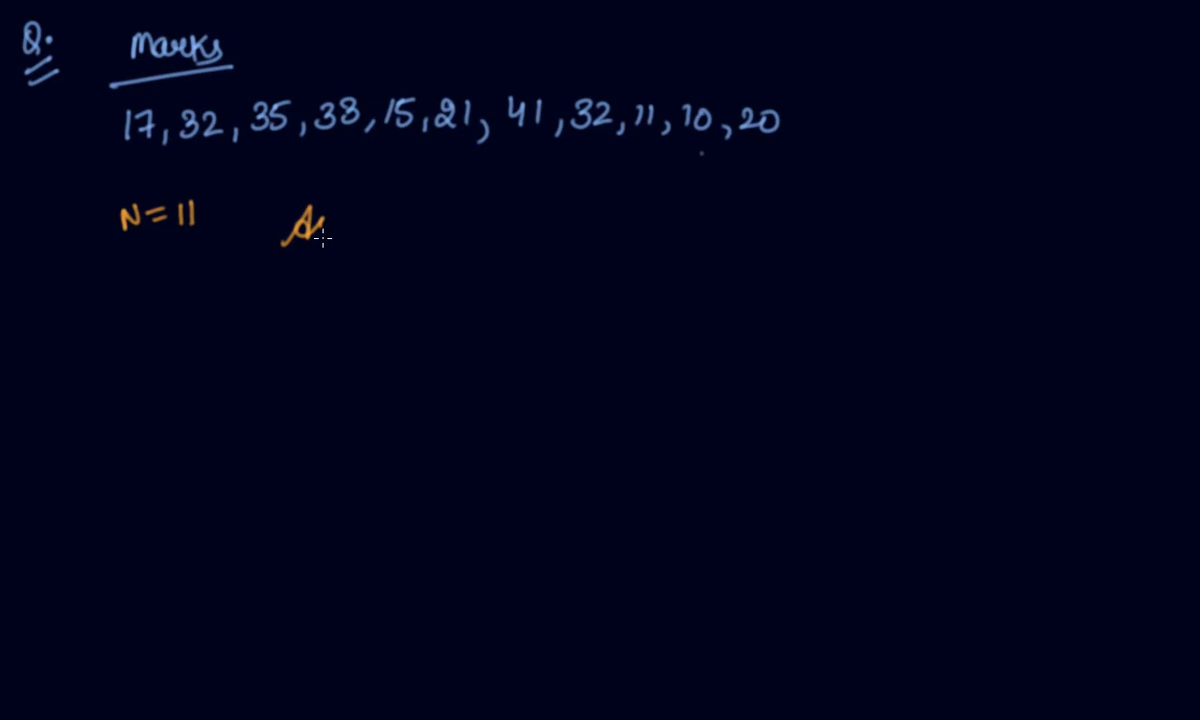 Q. Marks
17, 32, 35, 38, 15, 21, 41, 32, 11, 10, 20
N = 11